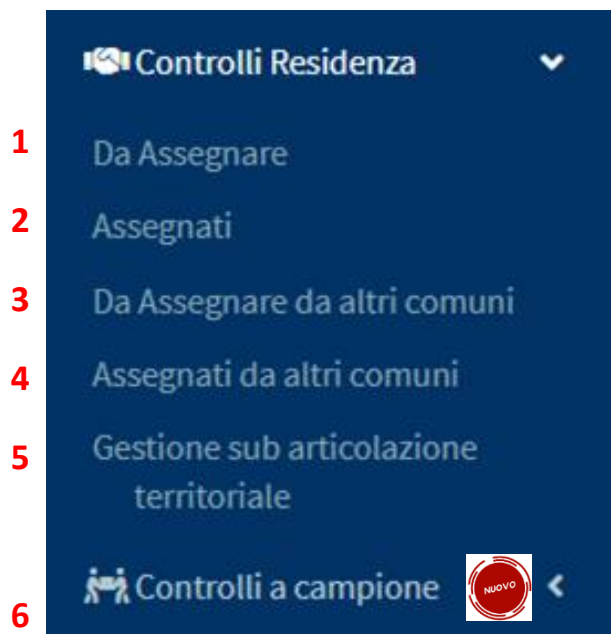 Controlli Residenza
1 Da Assegnare
2 Assegnati
3 Da Assegnare da altri comuni
4 Assegnati da altri comuni
5 Gestione sub articolazione
territoriale
6 Controlli a campione NUOVO